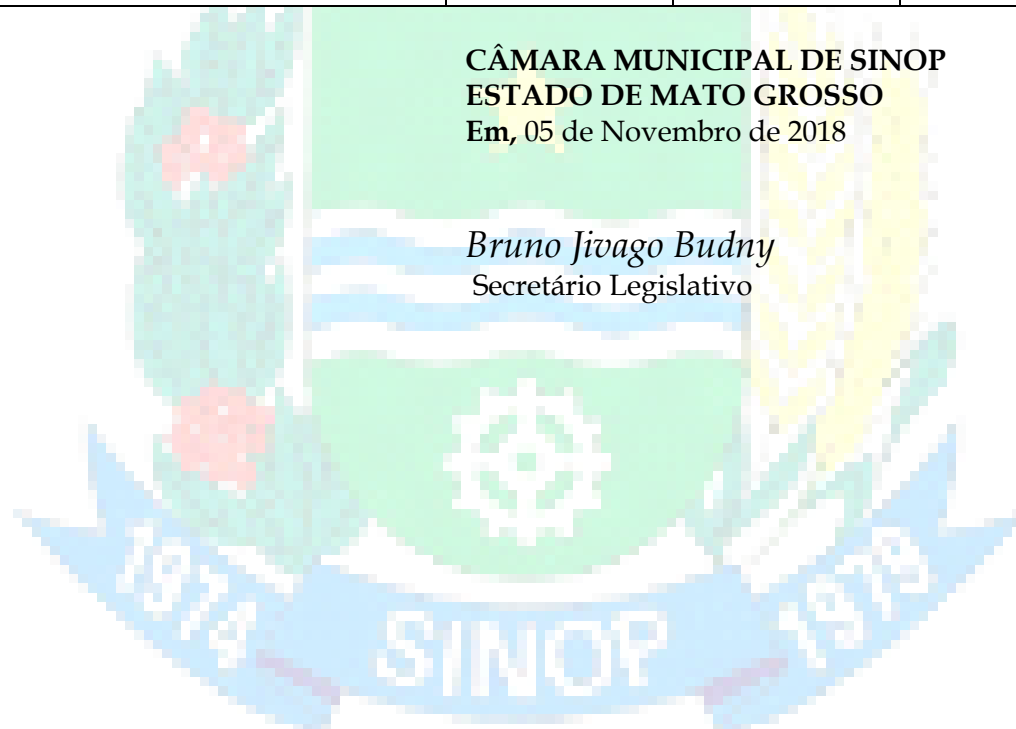 CÂMARA MUNICIPAL DE SINOP
ESTADO DE MATO GROSSO
Em, 05 de Novembro de 2018
Bruno Jivago Budny
Secretário Legislativo
1974
SINOP
1979